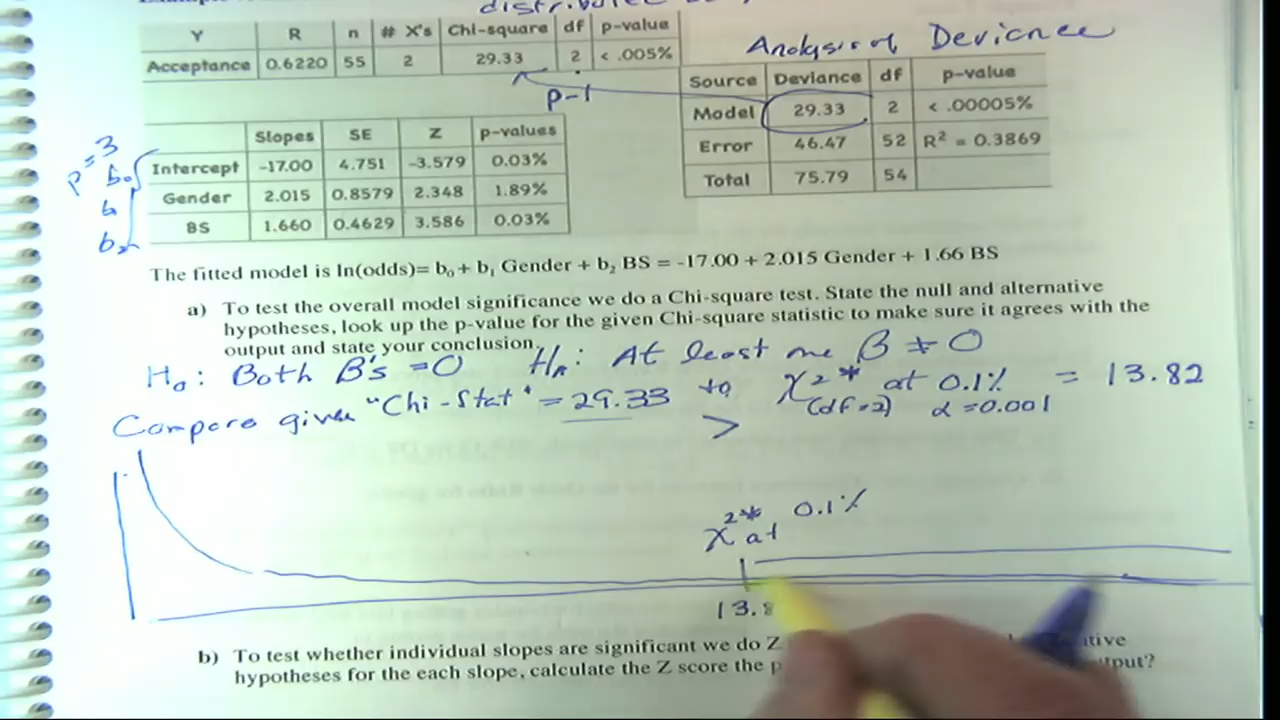 Y R n # X's Chi-square df p-value
Acceptance 0.6220 55 2 29.33 2 < .005%
Analysis of Deviance
Source Deviance df p-value
Model 29.33 2 < .00005%
Error 46.47 52 R² = 0.3869
Total 75.79 54
p-1
Slopes SE Z p-values
Intercept -17.00 4.751 -3.579 0.03%
Gender 2.015 0.8579 2.348 1.89%
BS 1.660 0.4629 3.586 0.03%
p=3
b₀
b₁
b₂
The fitted model is ln(odds)= b₀ + b₁ Gender + b₂ BS = -17.00 + 2.015 Gender + 1.66 BS
a) To test the overall model significance we do a Chi-square test. State the null and alternative
hypotheses, look up the p-value for the given Chi-square statistic to make sure it agrees with the
output and state your conclusion.
H₀: Both B's =0 Hₐ: At least one β ≠ 0
Compare given "Chi-Stat" = 29.33 to χ²* at 0.1% = 13.82
> (df=2) α=0.001
χ²* at 0.1%
13.8
b) To test whether individual slopes are significant we do Z
hypotheses for the each slope, calculate the Z score the p